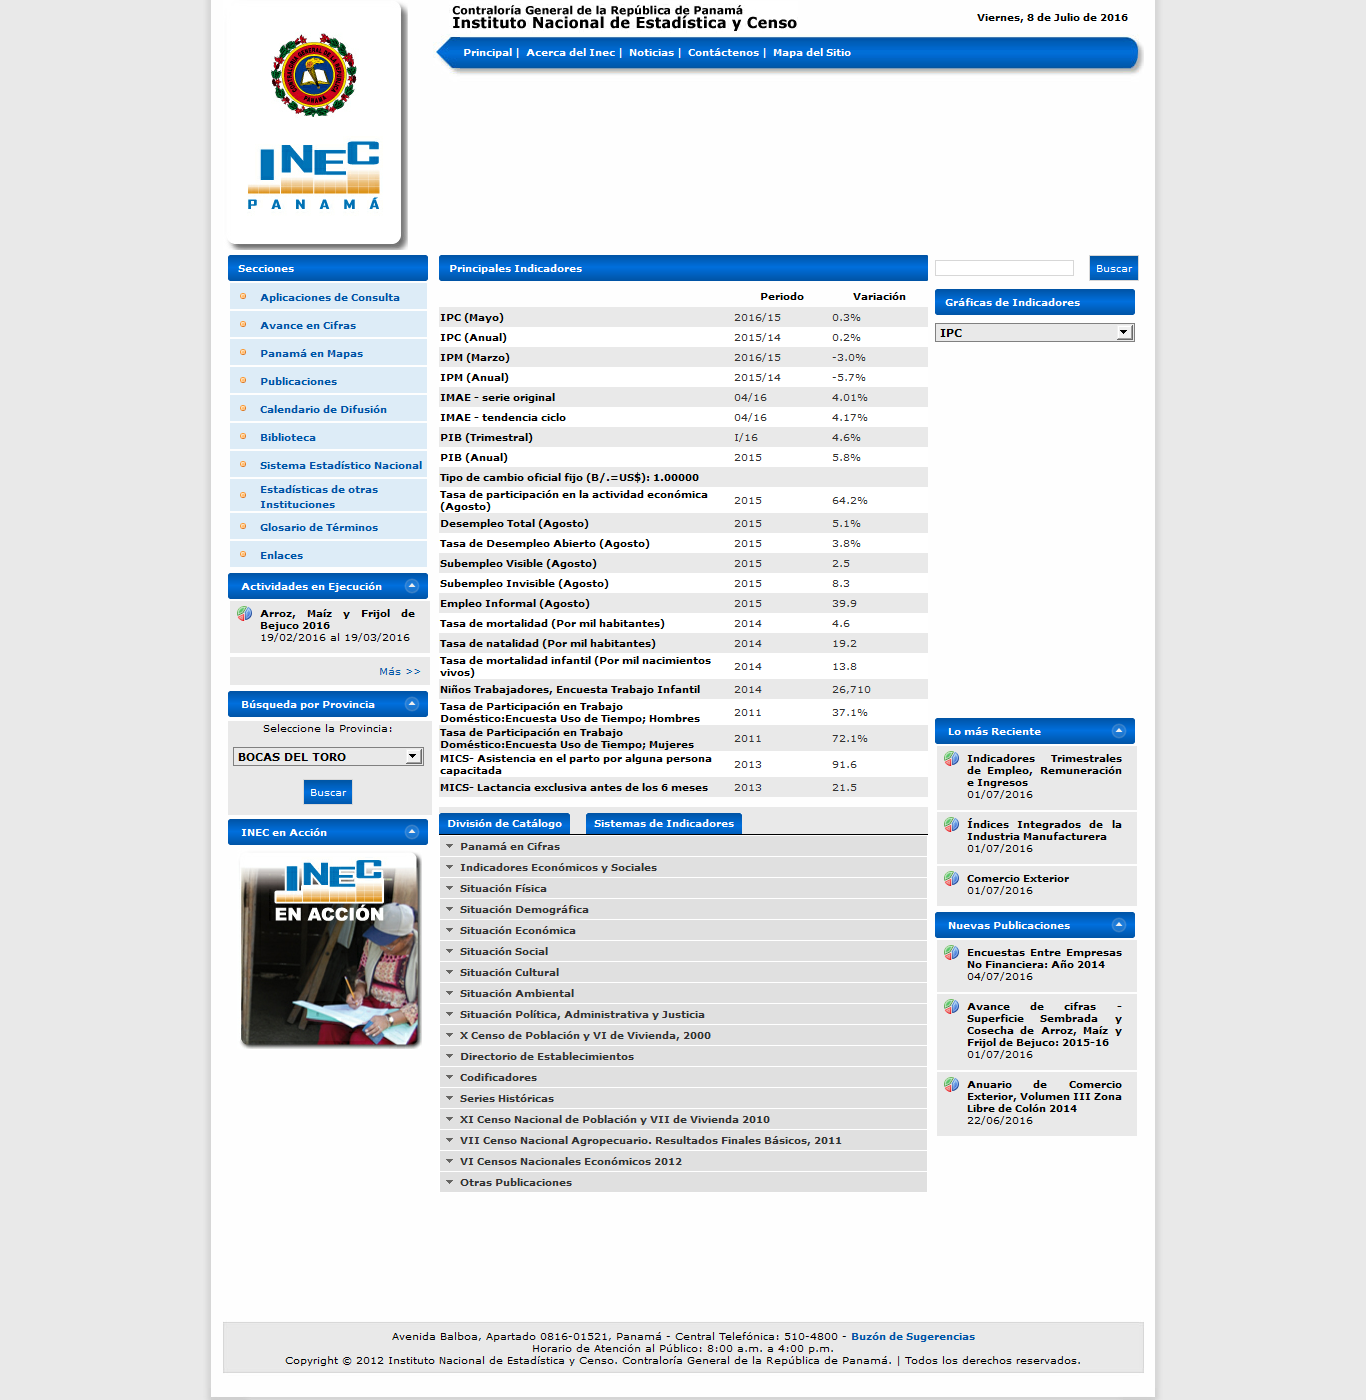 Contraloría General de la República de Panamá
Instituto Nacional de Estadística y Censo
Viernes, 8 de Julio de 2016
Principal | Acerca del Inec | Noticias | Contáctenos | Mapa del Sitio
CONTRALORIA GENERAL DE LA REPUBLICA
PANAMA
INEC
PANAMÁ
Secciones
Aplicaciones de Consulta
Avance en Cifras
Panamá en Mapas
Publicaciones
Calendario de Difusión
Biblioteca
Sistema Estadístico Nacional
Estadísticas de otras
Instituciones
Glosario de Términos
Enlaces
Actividades en Ejecución
Arroz, Maíz y Frijol de
Bejuco 2016
19/02/2016 al 19/03/2016
Más >>
Búsqueda por Provincia
Seleccione la Provincia:
BOCAS DEL TORO
Buscar
INEC en Acción
INEC
EN ACCIÓN
Principales Indicadores
Periodo Variación
IPC (Mayo) 2016/15 0.3%
IPC (Anual) 2015/14 0.2%
IPM (Marzo) 2016/15 -3.0%
IPM (Anual) 2015/14 -5.7%
IMAE - serie original 04/16 4.01%
IMAE - tendencia ciclo 04/16 4.17%
PIB (Trimestral) I/16 4.6%
PIB (Anual) 2015 5.8%
Tipo de cambio oficial fijo (B/.=US$): 1.00000
Tasa de participación en la actividad económica
(Agosto) 2015 64.2%
Desempleo Total (Agosto) 2015 5.1%
Tasa de Desempleo Abierto (Agosto) 2015 3.8%
Subempleo Visible (Agosto) 2015 2.5
Subempleo Invisible (Agosto) 2015 8.3
Empleo Informal (Agosto) 2015 39.9
Tasa de mortalidad (Por mil habitantes) 2014 4.6
Tasa de natalidad (Por mil habitantes) 2014 19.2
Tasa de mortalidad infantil (Por mil nacimientos
vivos) 2014 13.8
Niños Trabajadores, Encuesta Trabajo Infantil 2014 26,710
Tasa de Participación en Trabajo
Doméstico:Encuesta Uso de Tiempo; Hombres 2011 37.1%
Tasa de Participación en Trabajo
Doméstico:Encuesta Uso de Tiempo; Mujeres 2011 72.1%
MICS- Asistencia en el parto por alguna persona
capacitada 2013 91.6
MICS- Lactancia exclusiva antes de los 6 meses 2013 21.5
División de Catálogo Sistemas de Indicadores
Panamá en Cifras
Indicadores Económicos y Sociales
Situación Física
Situación Demográfica
Situación Económica
Situación Social
Situación Cultural
Situación Ambiental
Situación Política, Administrativa y Justicia
X Censo de Población y VI de Vivienda, 2000
Directorio de Establecimientos
Codificadores
Series Históricas
XI Censo Nacional de Población y VII de Vivienda 2010
VII Censo Nacional Agropecuario. Resultados Finales Básicos, 2011
VI Censos Nacionales Económicos 2012
Otras Publicaciones
Buscar
Gráficas de Indicadores
IPC
Lo más Reciente
Indicadores Trimestrales
de Empleo, Remuneración
e Ingresos
01/07/2016
Índices Integrados de la
Industria Manufacturera
01/07/2016
Comercio Exterior
01/07/2016
Nuevas Publicaciones
Encuestas Entre Empresas
No Financiera: Año 2014
04/07/2016
Avance de cifras -
Superficie Sembrada y
Cosecha de Arroz, Maíz y
Frijol de Bejuco: 2015-16
01/07/2016
Anuario de Comercio
Exterior, Volumen III Zona
Libre de Colón 2014
22/06/2016
Avenida Balboa, Apartado 0816-01521, Panamá - Central Telefónica: 510-4800 - Buzón de Sugerencias
Horario de Atención al Público: 8:00 a.m. a 4:00 p.m.
Copyright © 2012 Instituto Nacional de Estadística y Censo. Contraloría General de la República de Panamá. | Todos los derechos reservados.